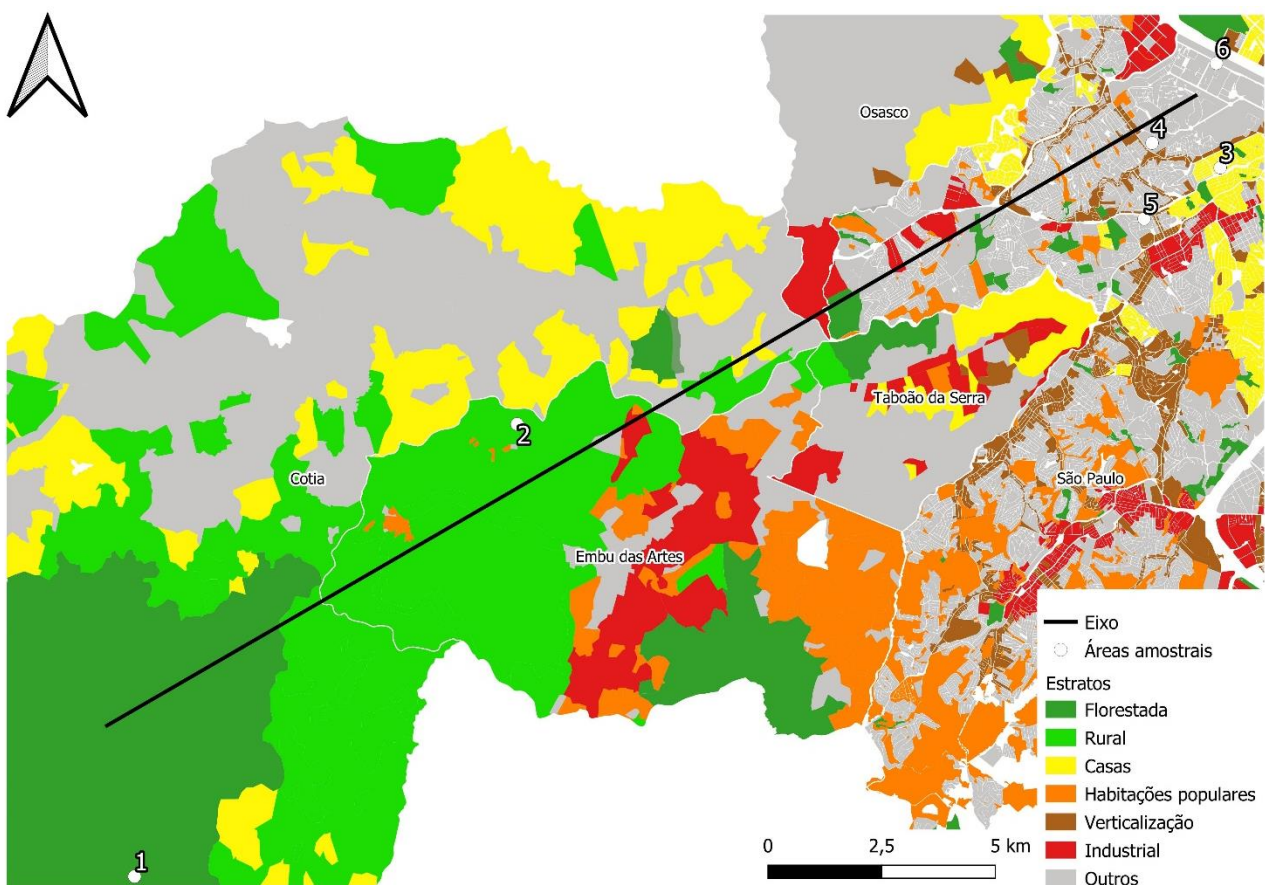 6
Osasco
4
3
5
Taboão da Serra
2
Cotia
São Paulo
Embu das Artes
1
Eixo
Áreas amostrais
Estratos
Florestada
Rural
Casas
Habitações populares
Verticalização
Industrial
Outros
0 2,5 5 km